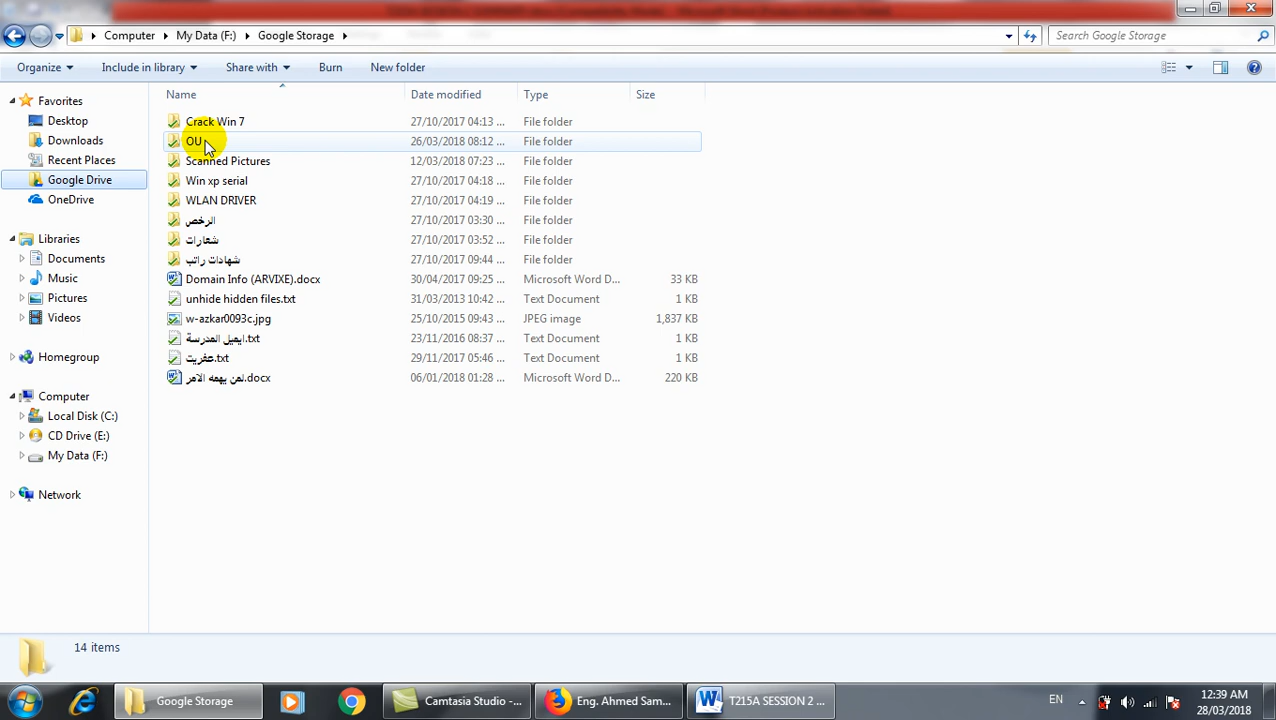 Computer ▸ My Data (F:) ▸ Google Storage ▸
Search Google Storage
Organize Include in library Share with Burn New folder
Name Date modified Type Size
Favorites
Desktop
Downloads
Recent Places
Google Drive
OneDrive
Libraries
Documents
Music
Pictures
Videos
Homegroup
Computer
Local Disk (C:)
CD Drive (E:)
My Data (F:)
Network
Crack Win 7 27/10/2017 04:13 ... File folder
OU 26/03/2018 08:12 ... File folder
Scanned Pictures 12/03/2018 07:23 ... File folder
Win xp serial 27/10/2017 04:18 ... File folder
WLAN DRIVER 27/10/2017 04:19 ... File folder
الرخص 27/10/2017 03:30 ... File folder
شعارات 27/10/2017 03:52 ... File folder
شهادات راتب 27/10/2017 09:44 ... File folder
Domain Info (ARVIXE).docx 30/04/2017 09:25 ... Microsoft Word D... 33 KB
unhide hidden files.txt 31/03/2013 10:42 ... Text Document 1 KB
w-azkar0093c.jpg 25/10/2015 09:43 ... JPEG image 1,837 KB
ايميل المدرسة.txt 23/11/2016 08:37 ... Text Document 1 KB
عفريت.txt 29/11/2017 05:46 ... Text Document 1 KB
لمن يهمه الامر.docx 06/01/2018 01:28 ... Microsoft Word D... 220 KB
14 items
Google Storage
Camtasia Studio - ...
Eng. Ahmed Sam...
T215A SESSION 2 ...
EN
12:39 AM
28/03/2018